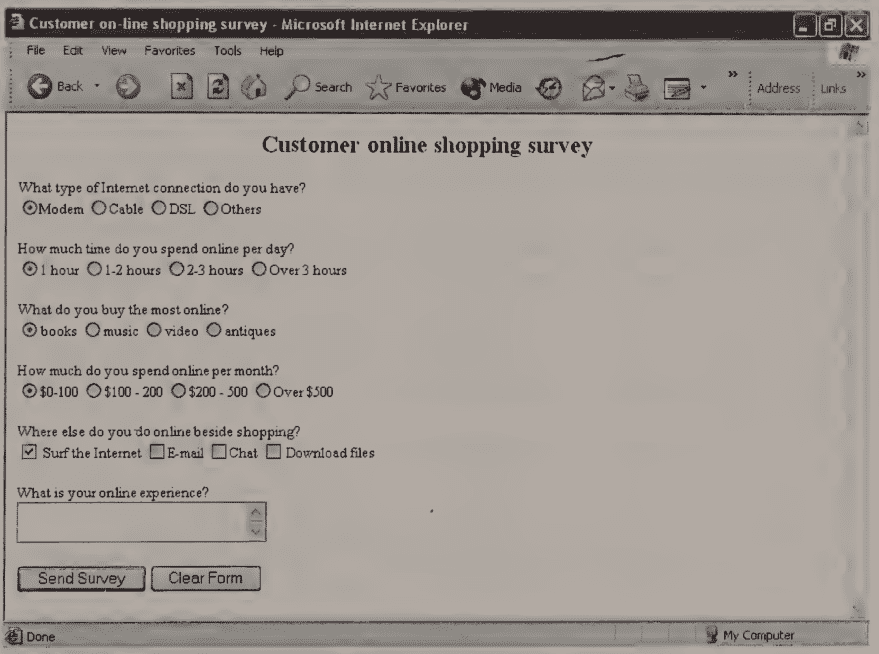 Customer on-line shopping survey - Microsoft Internet Explorer
File Edit View Favorites Tools Help
Back Search Favorites Media » Address Links »
Customer online shopping survey
What type of Internet connection do you have?
Modem Cable DSL Others
How much time do you spend online per day?
1 hour 1-2 hours 2-3 hours Over 3 hours
What do you buy the most online?
books music video antiques
How much do you spend online per month?
$0-100 $100 - 200 $200 - 500 Over $500
Where else do you do online beside shopping?
Surf the Internet E-mail Chat Download files
What is your online experience?
Send Survey Clear Form
Done My Computer